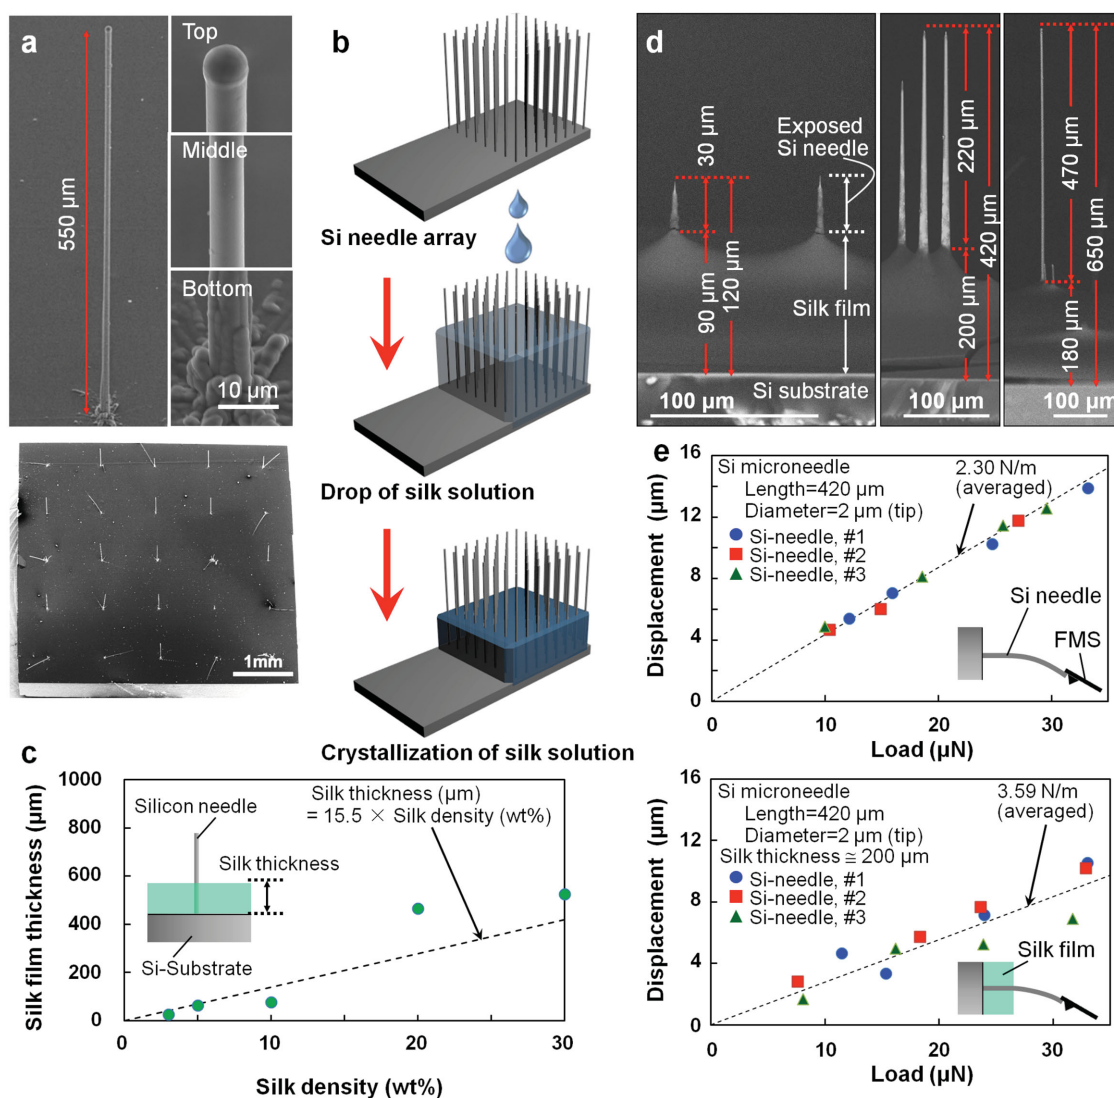 a
550 μm
Top
Middle
Bottom
10 μm
1mm
b
Si needle array
Drop of silk solution
Crystallization of silk solution
c
Silk film thickness (μm)
1000
800
600
400
200
0
0
10
20
30
Silk density (wt%)
Silicon needle
Silk thickness
Si-Substrate
Silk thickness (μm)
= 15.5 × Silk density (wt%)
d
30 μm
90 μm
120 μm
Exposed
Si needle
Silk film
Si substrate
100 μm
220 μm
420 μm
200 μm
100 μm
470 μm
650 μm
180 μm
100 μm
e
Displacement (μm)
16
12
8
4
0
Si microneedle
Length=420 μm
Diameter=2 μm (tip)
Si-needle, #1
Si-needle, #2
Si-needle, #3
2.30 N/m
(averaged)
Si needle
FMS
0
10
20
30
Load (μN)
Displacement (μm)
16
12
8
4
0
Si microneedle
Length=420 μm
Diameter=2 μm (tip)
Silk thickness ≅ 200 μm
Si-needle, #1
Si-needle, #2
Si-needle, #3
3.59 N/m
(averaged)
Silk film
0
10
20
30
Load (μN)